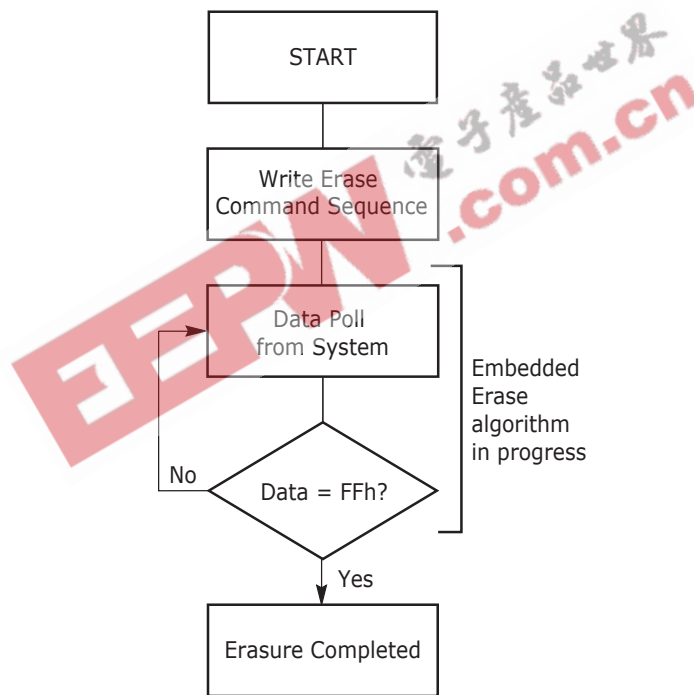 START
Write Erase
Command Sequence
Data Poll
from System
Embedded
Erase
algorithm
in progress
No
Data = FFh?
Yes
Erasure Completed
EEPW
.com.cn
電子產品世界